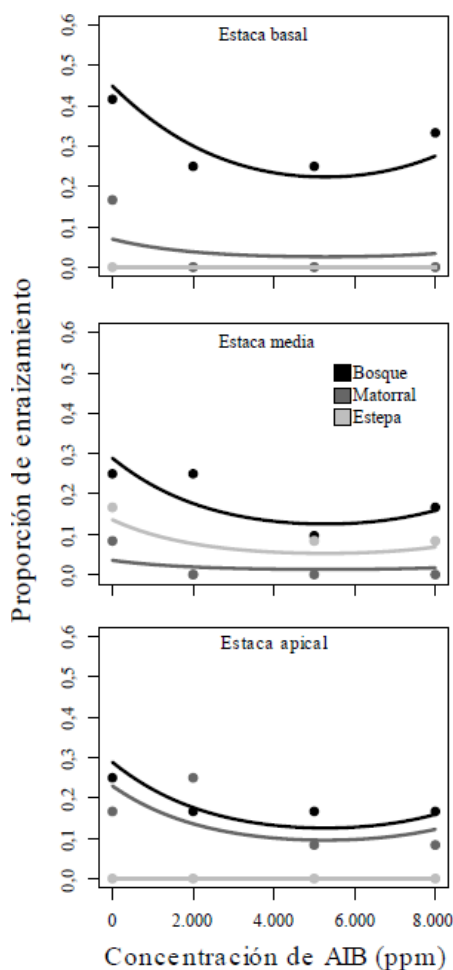 Estaca basal
0,6
0,5
0,4
0,3
0,2
0,1
0,0
Estaca media
Bosque
Matorral
Estepa
0,6
0,5
0,4
0,3
0,2
0,1
0,0
Estaca apical
0,6
0,5
0,4
0,3
0,2
0,1
0,0
Proporción de enraizamiento
0 2.000 4.000 6.000 8.000
Concentración de AIB (ppm)